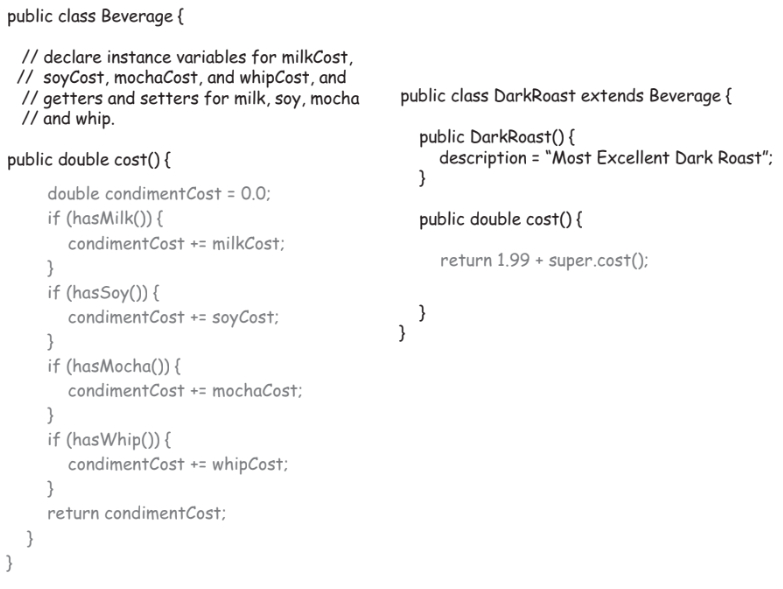 public class Beverage {
// declare instance variables for milkCost,
// soyCost, mochaCost, and whipCost, and
// getters and setters for milk, soy, mocha
// and whip.
public double cost() {
double condimentCost = 0.0;
if (hasMilk()) {
condimentCost += milkCost;
}
if (hasSoy()) {
condimentCost += soyCost;
}
if (hasMocha()) {
condimentCost += mochaCost;
}
if (hasWhip()) {
condimentCost += whipCost;
}
return condimentCost;
}
}
public class DarkRoast extends Beverage {
public DarkRoast() {
description = “Most Excellent Dark Roast”;
}
public double cost() {
return 1.99 + super.cost();
}
}